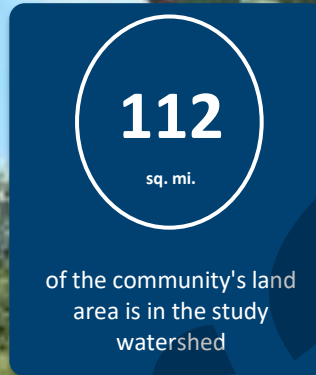 112
sq. mi.
of the community's land
area is in the study
watershed